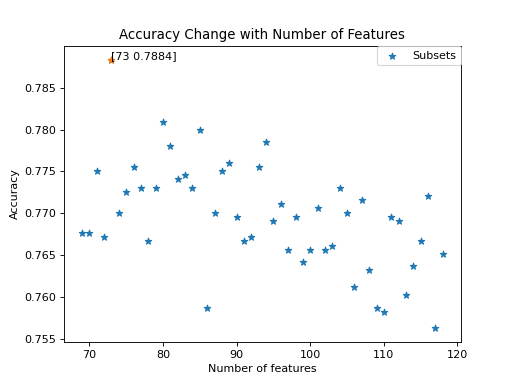 Accuracy Change with Number of Features
[73 0.7884]
Subsets
0.785
0.780
0.775
0.770
0.765
0.760
0.755
Accuracy
70 80 90 100 110 120
Number of features